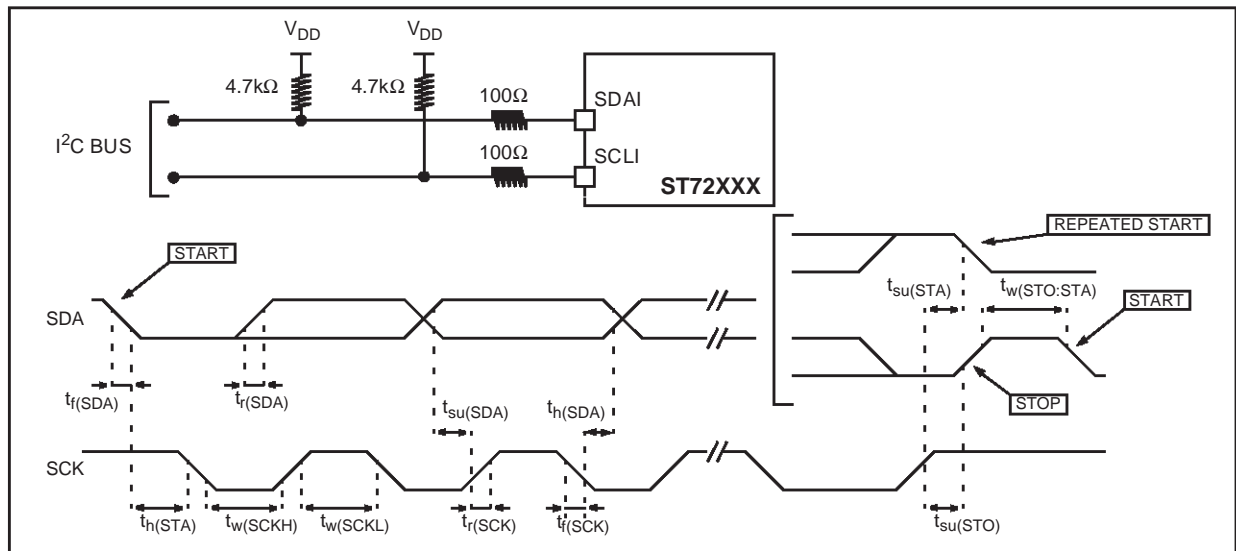 VDD
VDD
4.7kΩ
4.7kΩ
100Ω
SDAI
I2C BUS
100Ω
SCLI
ST72XXX
REPEATED START
START
tsu(STA)
tw(STO:STA)
START
SDA
tf(SDA)
tr(SDA)
tsu(SDA)
th(SDA)
STOP
SCK
th(STA)
tw(SCKH)
tw(SCKL)
tr(SCK)
tf(SCK)
tsu(STO)